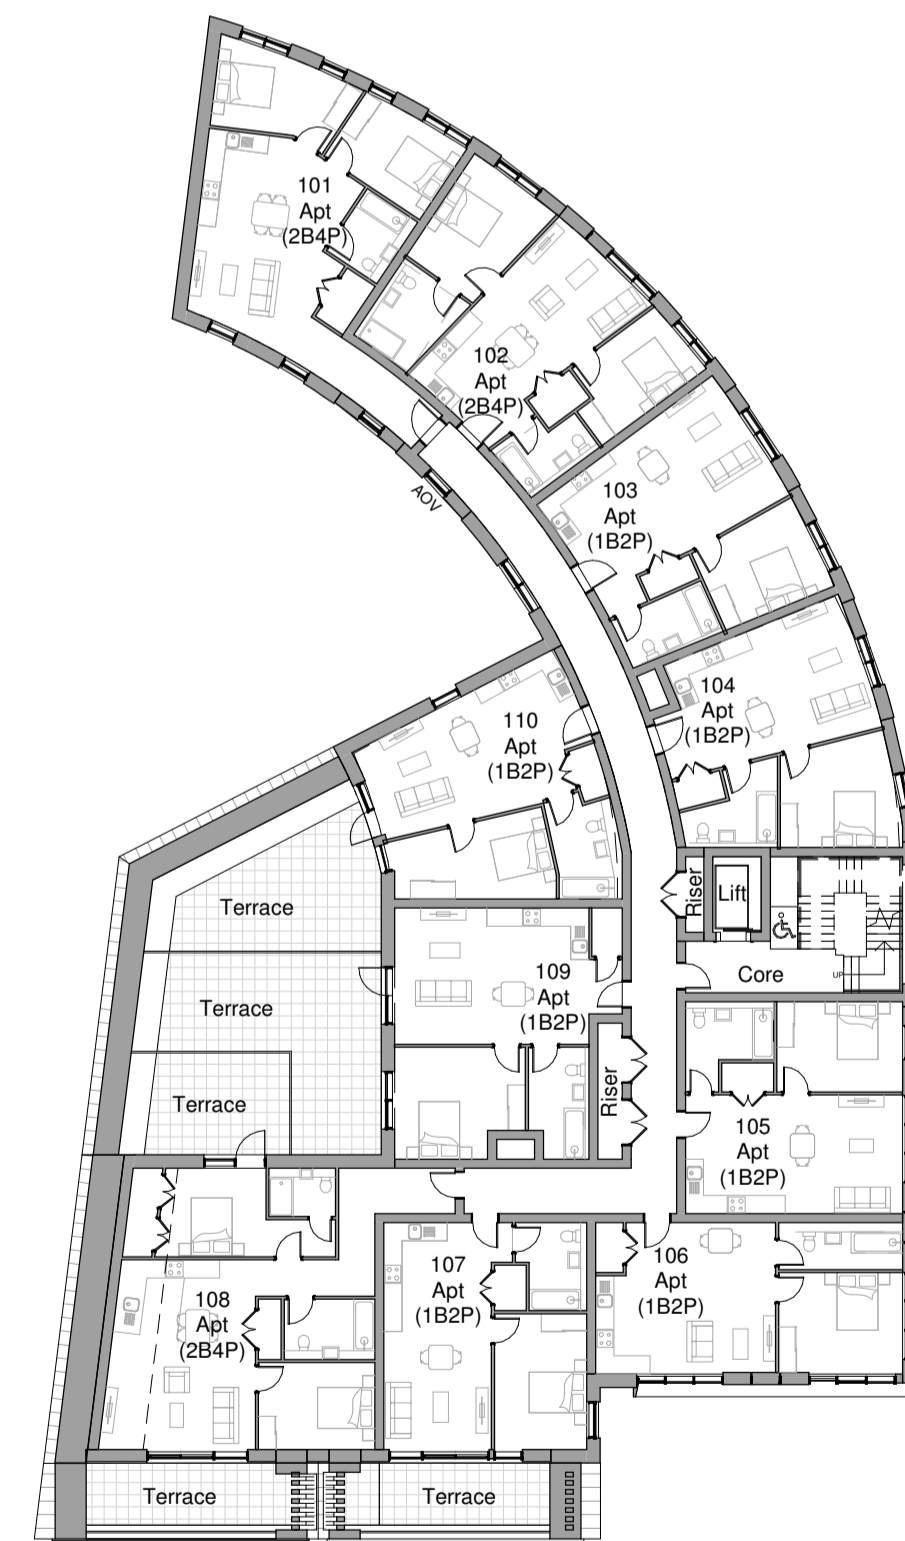 101
Apt
(2B4P)
102
Apt
(2B4P)
AOV
103
Apt
(1B2P)
104
Apt
(1B2P)
110
Apt
(1B2P)
Riser
Lift
Terrace
Core
UP
109
Apt
(1B2P)
Terrace
Riser
Terrace
105
Apt
(1B2P)
106
Apt
(1B2P)
107
Apt
(1B2P)
108
Apt
(2B4P)
Terrace
Terrace